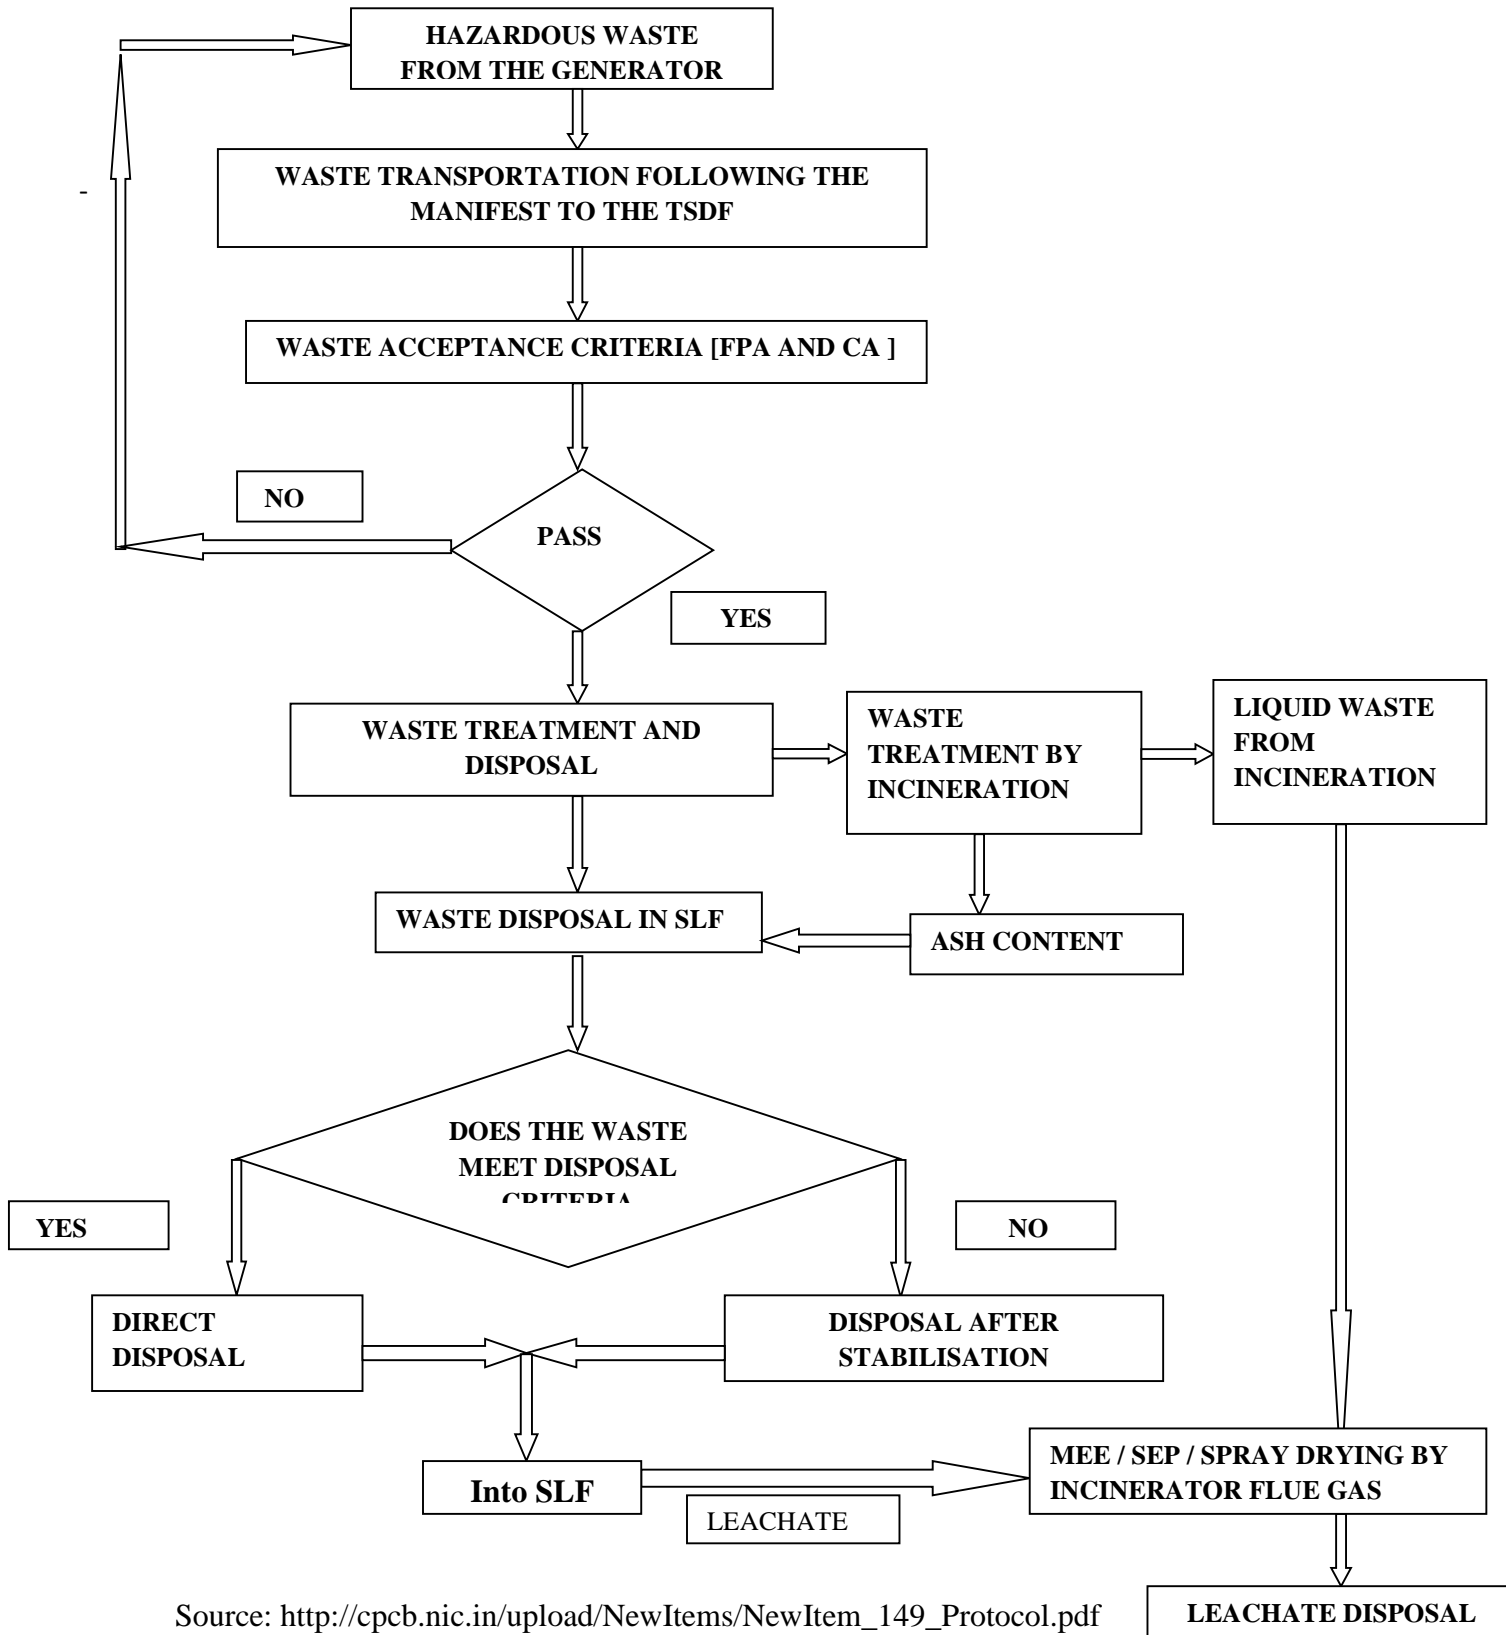 HAZARDOUS WASTE
FROM THE GENERATOR
WASTE TRANSPORTATION FOLLOWING THE
MANIFEST TO THE TSDF
-
WASTE ACCEPTANCE CRITERIA [FPA AND CA ]
NO
PASS
YES
WASTE TREATMENT AND
DISPOSAL
WASTE
TREATMENT BY
INCINERATION
LIQUID WASTE
FROM
INCINERATION
WASTE DISPOSAL IN SLF
ASH CONTENT
DOES THE WASTE
MEET DISPOSAL
CRITERIA
YES
NO
DIRECT
DISPOSAL
DISPOSAL AFTER
STABILISATION
Into SLF
LEACHATE
MEE / SEP / SPRAY DRYING BY
INCINERATOR FLUE GAS
LEACHATE DISPOSAL
Source: http://cpcb.nic.in/upload/NewItems/NewItem_149_Protocol.pdf